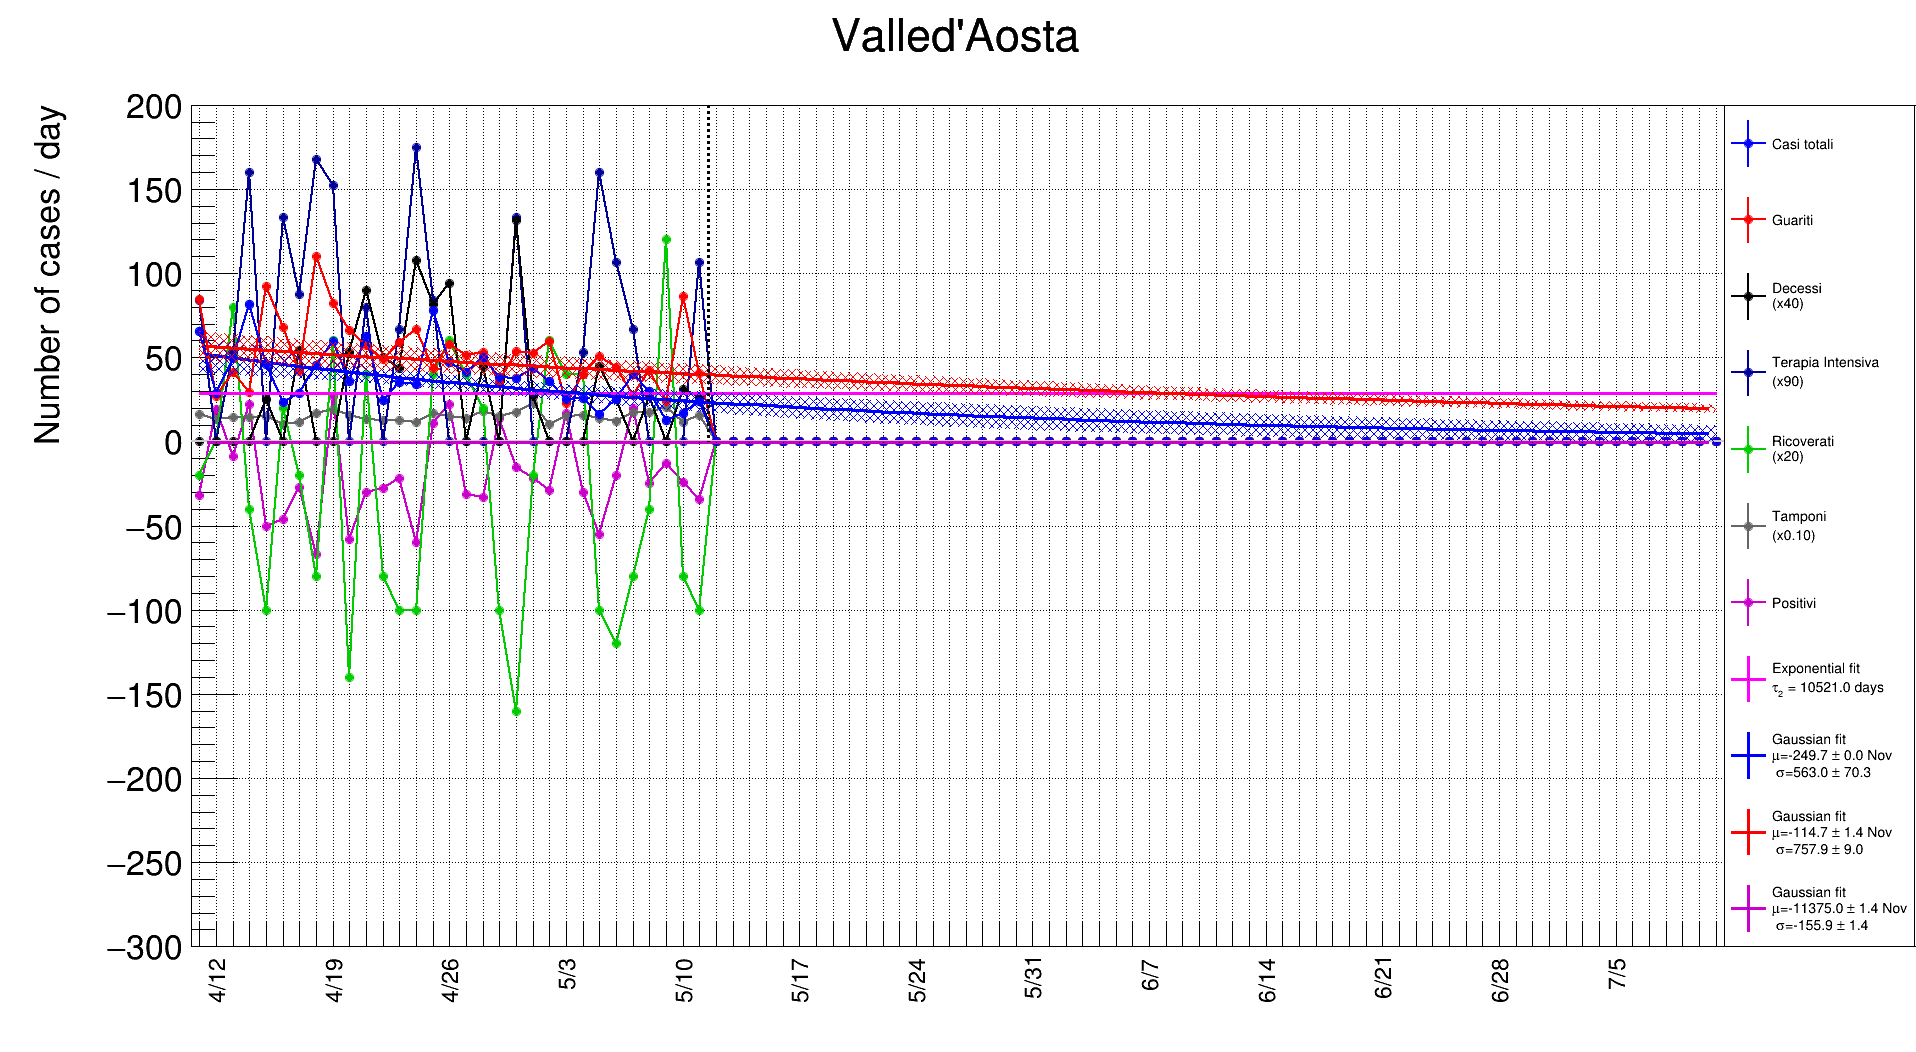 Valled'Aosta
Number of cases / day
200
150
100
50
0
−50
−100
−150
−200
−250
−300
4/12
4/19
4/26
5/3
5/10
5/17
5/24
5/31
6/7
6/14
6/21
6/28
7/5
Casi totali
Guariti
Decessi
(x40)
Terapia Intensiva
(x90)
Ricoverati
(x20)
Tamponi
(x0.10)
Positivi
Exponential fit
τ2 = 10521.0 days
Gaussian fit
μ=-249.7 ± 0.0 Nov
σ=563.0 ± 70.3
Gaussian fit
μ=-114.7 ± 1.4 Nov
σ=757.9 ± 9.0
Gaussian fit
μ=-11375.0 ± 1.4 Nov
σ=-155.9 ± 1.4